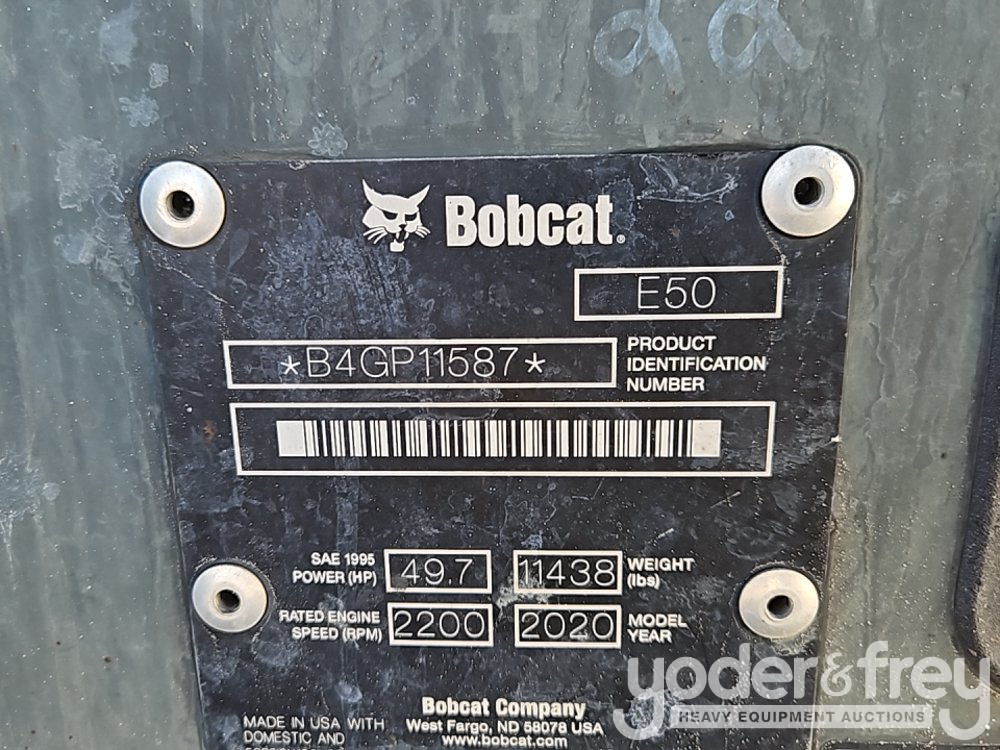 Bobcat®
E50
*B4GP11587*
PRODUCT
IDENTIFICATION
NUMBER
SAE 1995
POWER (HP)
49.7
11438
WEIGHT
(lbs)
RATED ENGINE
SPEED (RPM)
2200
2020
MODEL
YEAR
Bobcat Company
West Fargo, ND 58078 USA
www.bobcat.com
MADE IN USA WITH
DOMESTIC AND
yoder&frey
HEAVY EQUIPMENT AUCTIONS